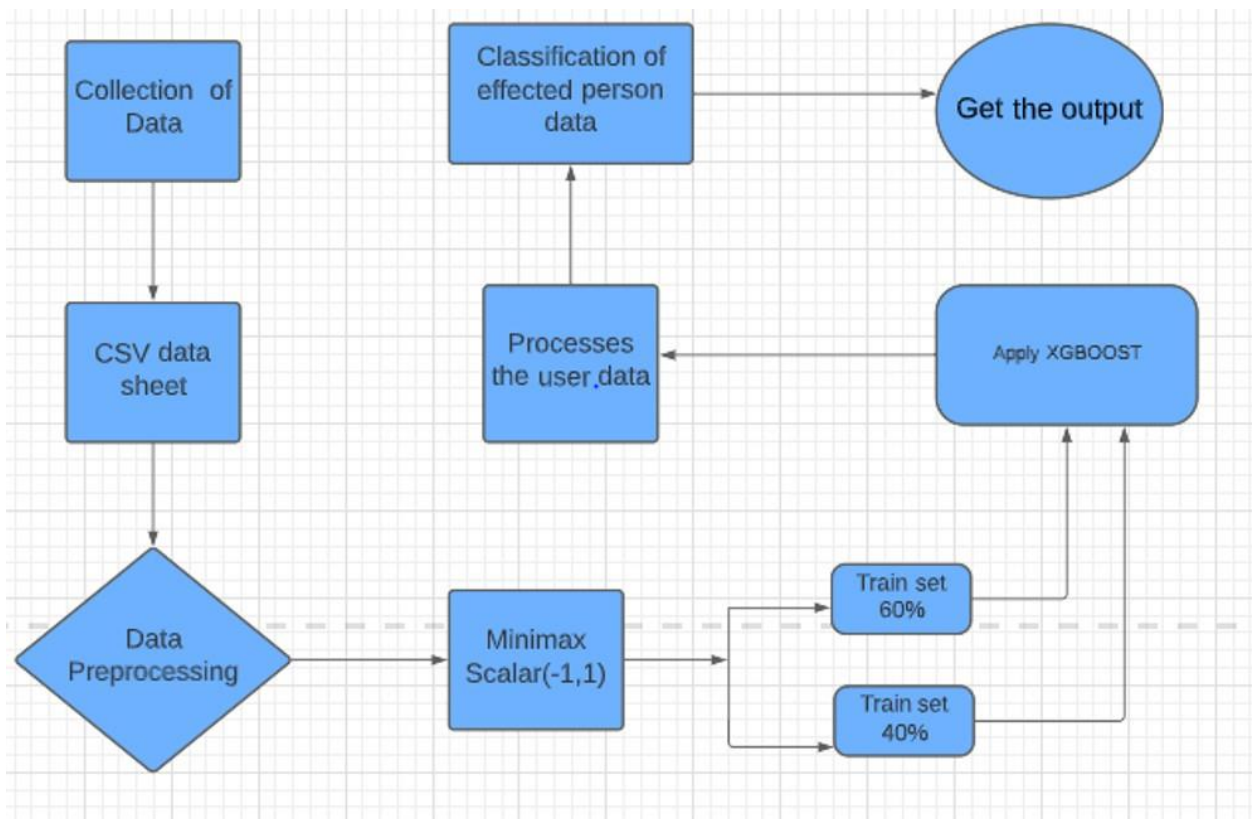 Collection of
Data
CSV data
sheet
Data
Preprocessing
Minimax
Scalar(-1,1)
Train set
60%
Train set
40%
Apply XGBOOST
Processes
the user.data
Classification of
effected person
data
Get the output